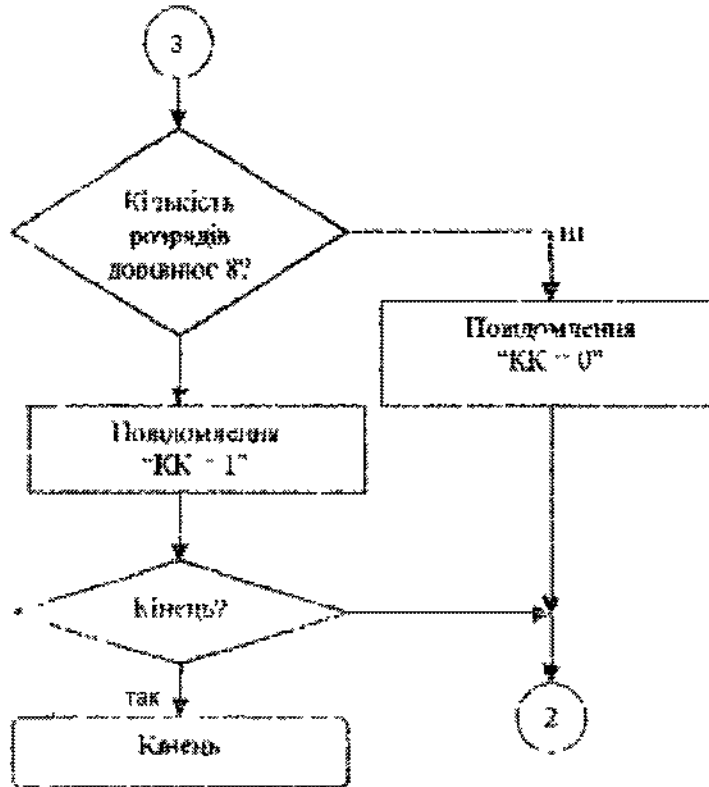 3
Кількість
розрядів
дорівнює 8?
ні
Повідомлення
“КК = 0”
Повідомлення
“КК = 1”
Кінець?
так
2
Кінець